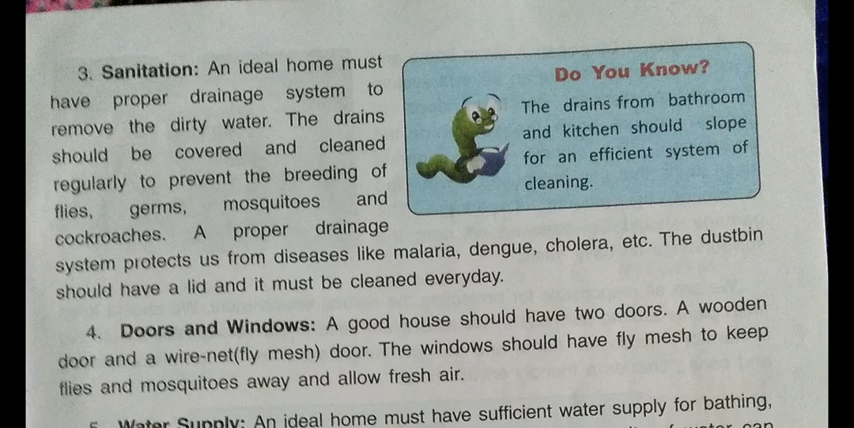 3. Sanitation: An ideal home must
have proper drainage system to
remove the dirty water. The drains
should be covered and cleaned
regularly to prevent the breeding of
flies, germs, mosquitoes and
cockroaches. A proper drainage
system protects us from diseases like malaria, dengue, cholera, etc. The dustbin
should have a lid and it must be cleaned everyday.
Do You Know?
The drains from bathroom
and kitchen should slope
for an efficient system of
cleaning.
4. Doors and Windows: A good house should have two doors. A wooden
door and a wire-net(fly mesh) door. The windows should have fly mesh to keep
flies and mosquitoes away and allow fresh air.
5. Water Supply: An ideal home must have sufficient water supply for bathing,
can